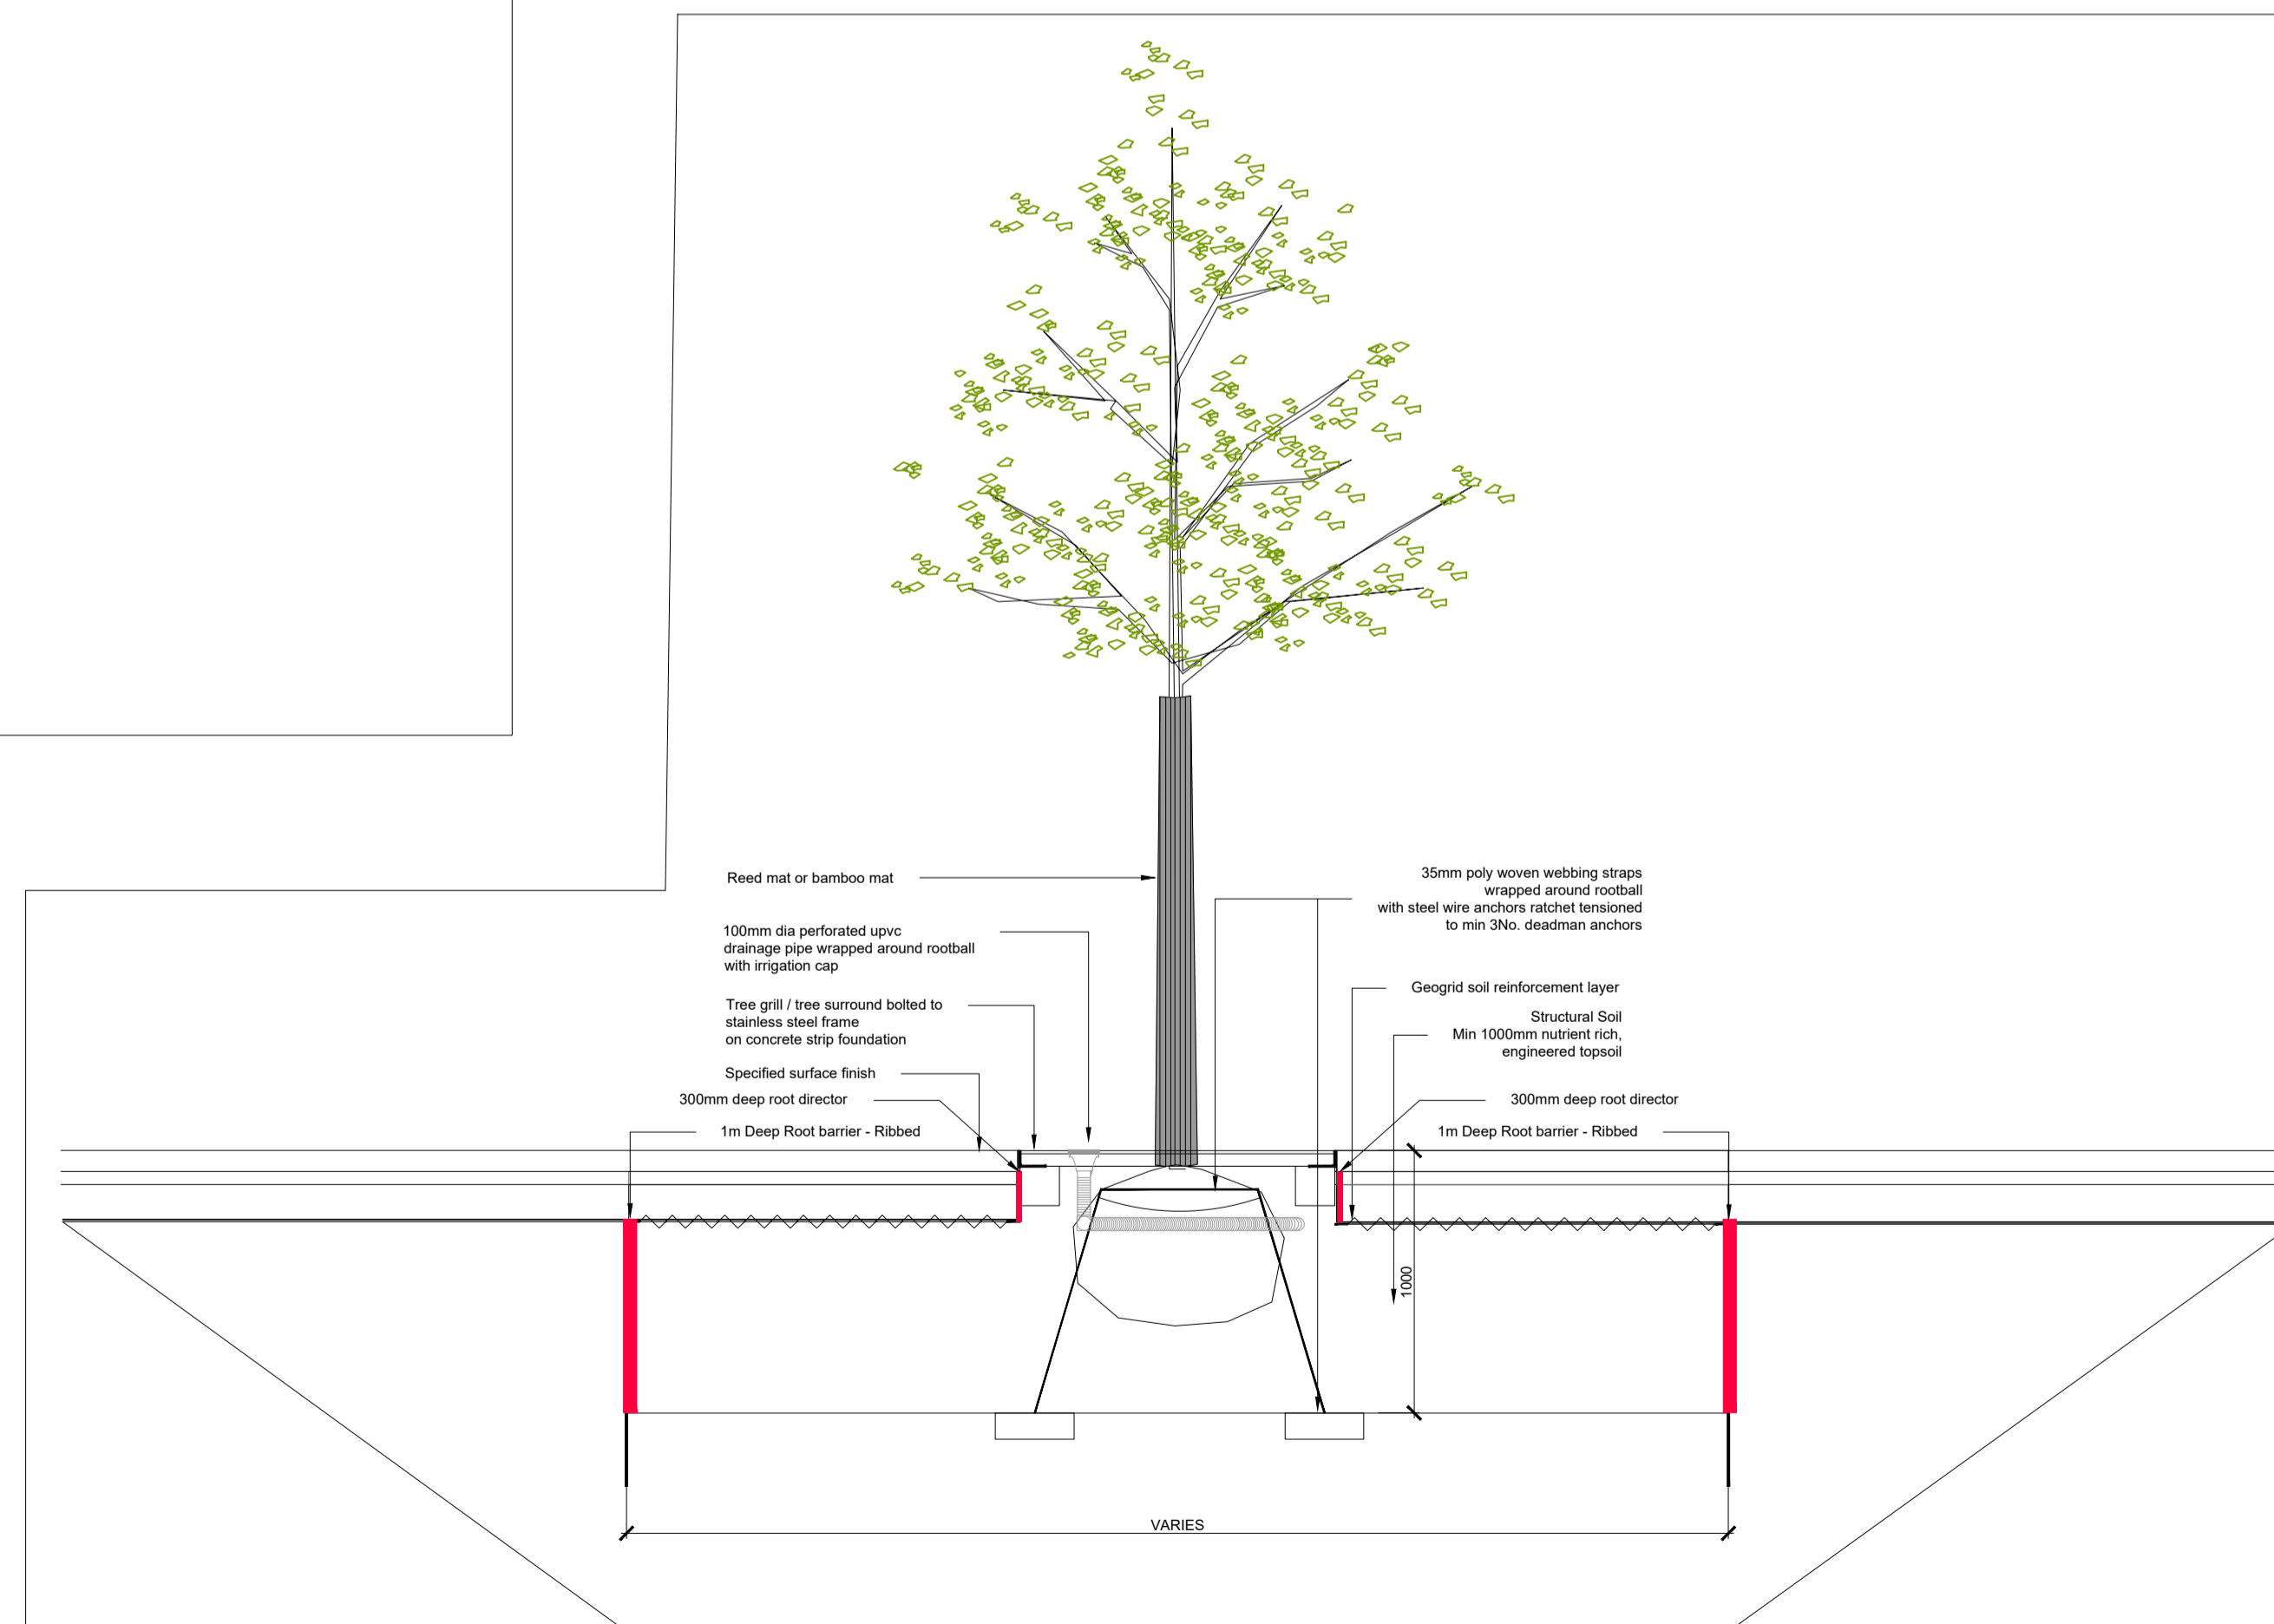 Reed mat or bamboo mat
100mm dia perforated upvc
drainage pipe wrapped around rootball
with irrigation cap
Tree grill / tree surround bolted to
stainless steel frame
on concrete strip foundation
Specified surface finish
300mm deep root director
1m Deep Root barrier - Ribbed
35mm poly woven webbing straps
wrapped around rootball
with steel wire anchors ratchet tensioned
to min 3No. deadman anchors
Geogrid soil reinforcement layer
Structural Soil
Min 1000mm nutrient rich,
engineered topsoil
300mm deep root director
1m Deep Root barrier - Ribbed
1000
VARIES